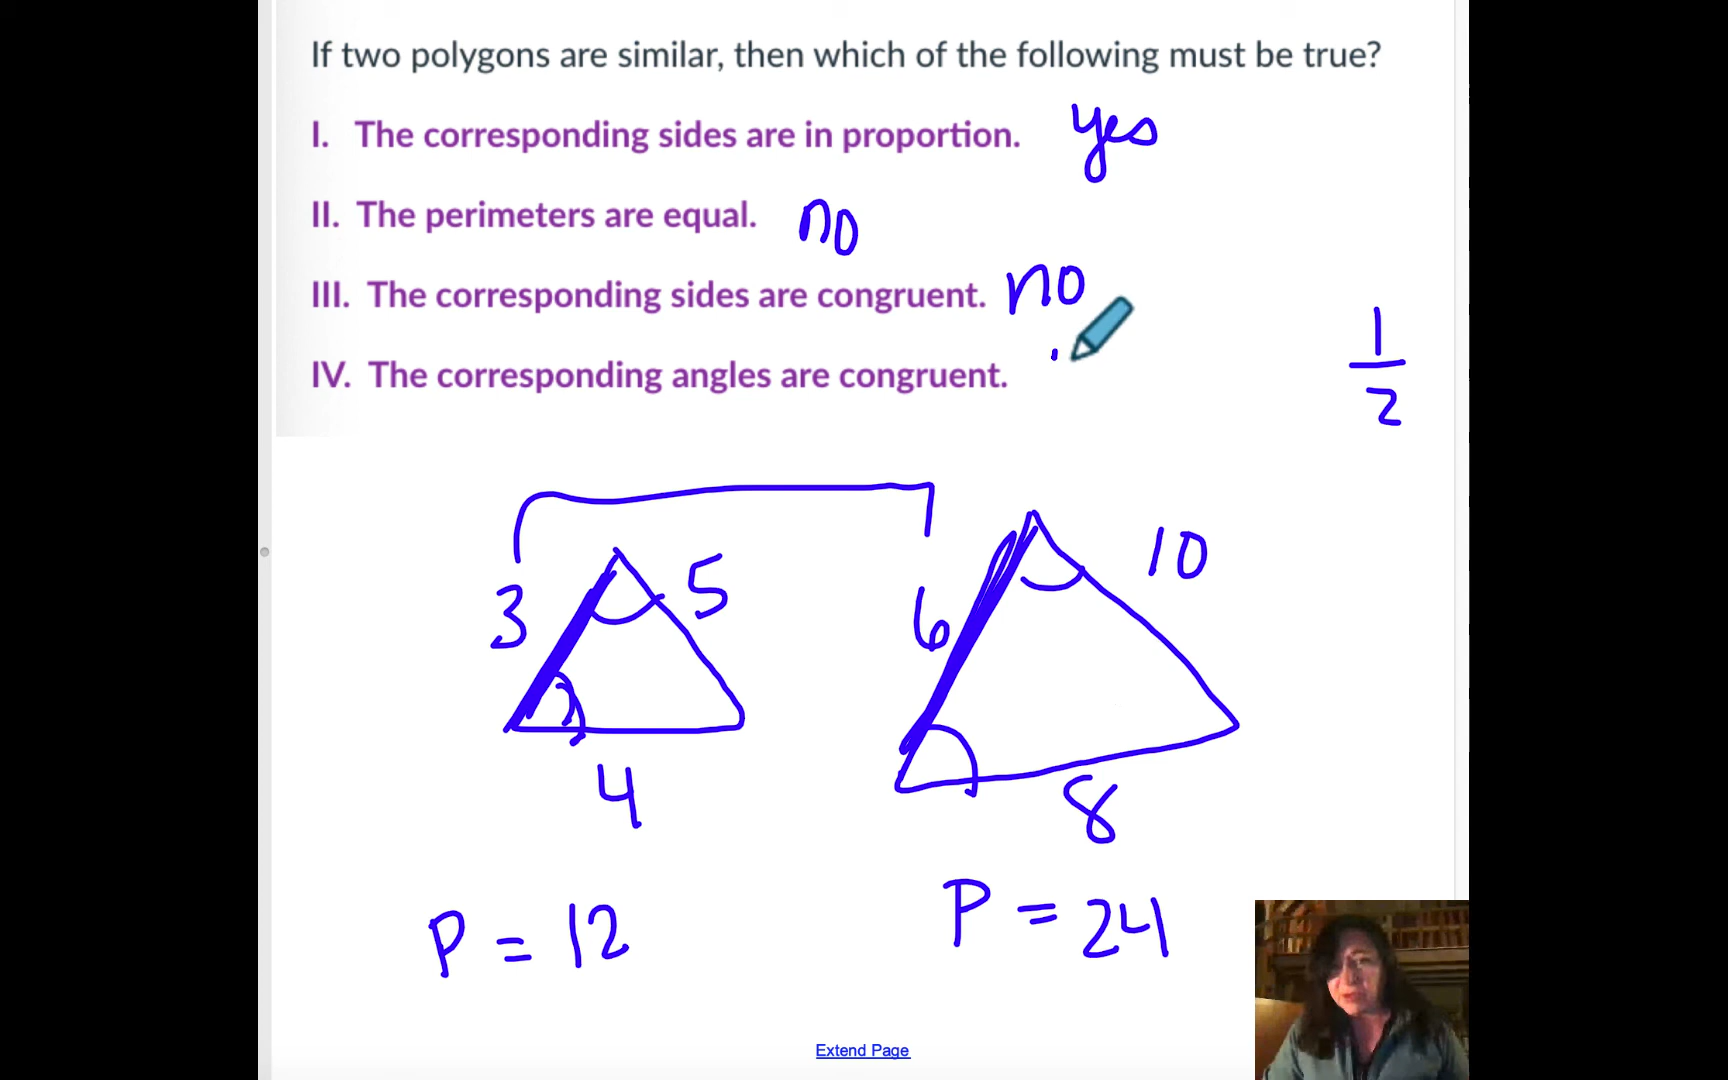 If two polygons are similar, then which of the following must be true?
I. The corresponding sides are in proportion. yes
II. The perimeters are equal. no
III. The corresponding sides are congruent. no
IV. The corresponding angles are congruent.
1
2
3 5 6 10
4 8
P = 12 P = 24
Extend Page